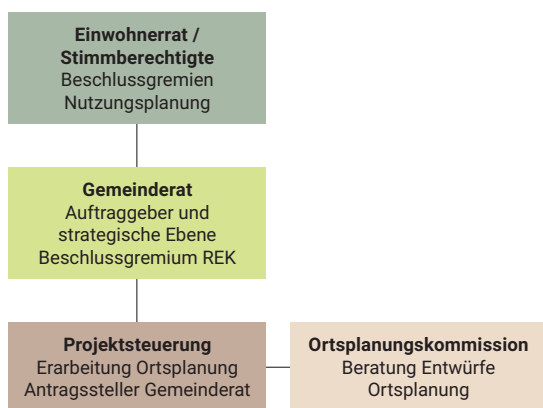 Einwohnerrat /
Stimmberechtigte
Beschlussgremien
Nutzungsplanung
Gemeinderat
Auftraggeber und
strategische Ebene
Beschlussgremium REK
Projektsteuerung
Erarbeitung Ortsplanung
Antragssteller Gemeinderat
Ortsplanungskommission
Beratung Entwürfe
Ortsplanung